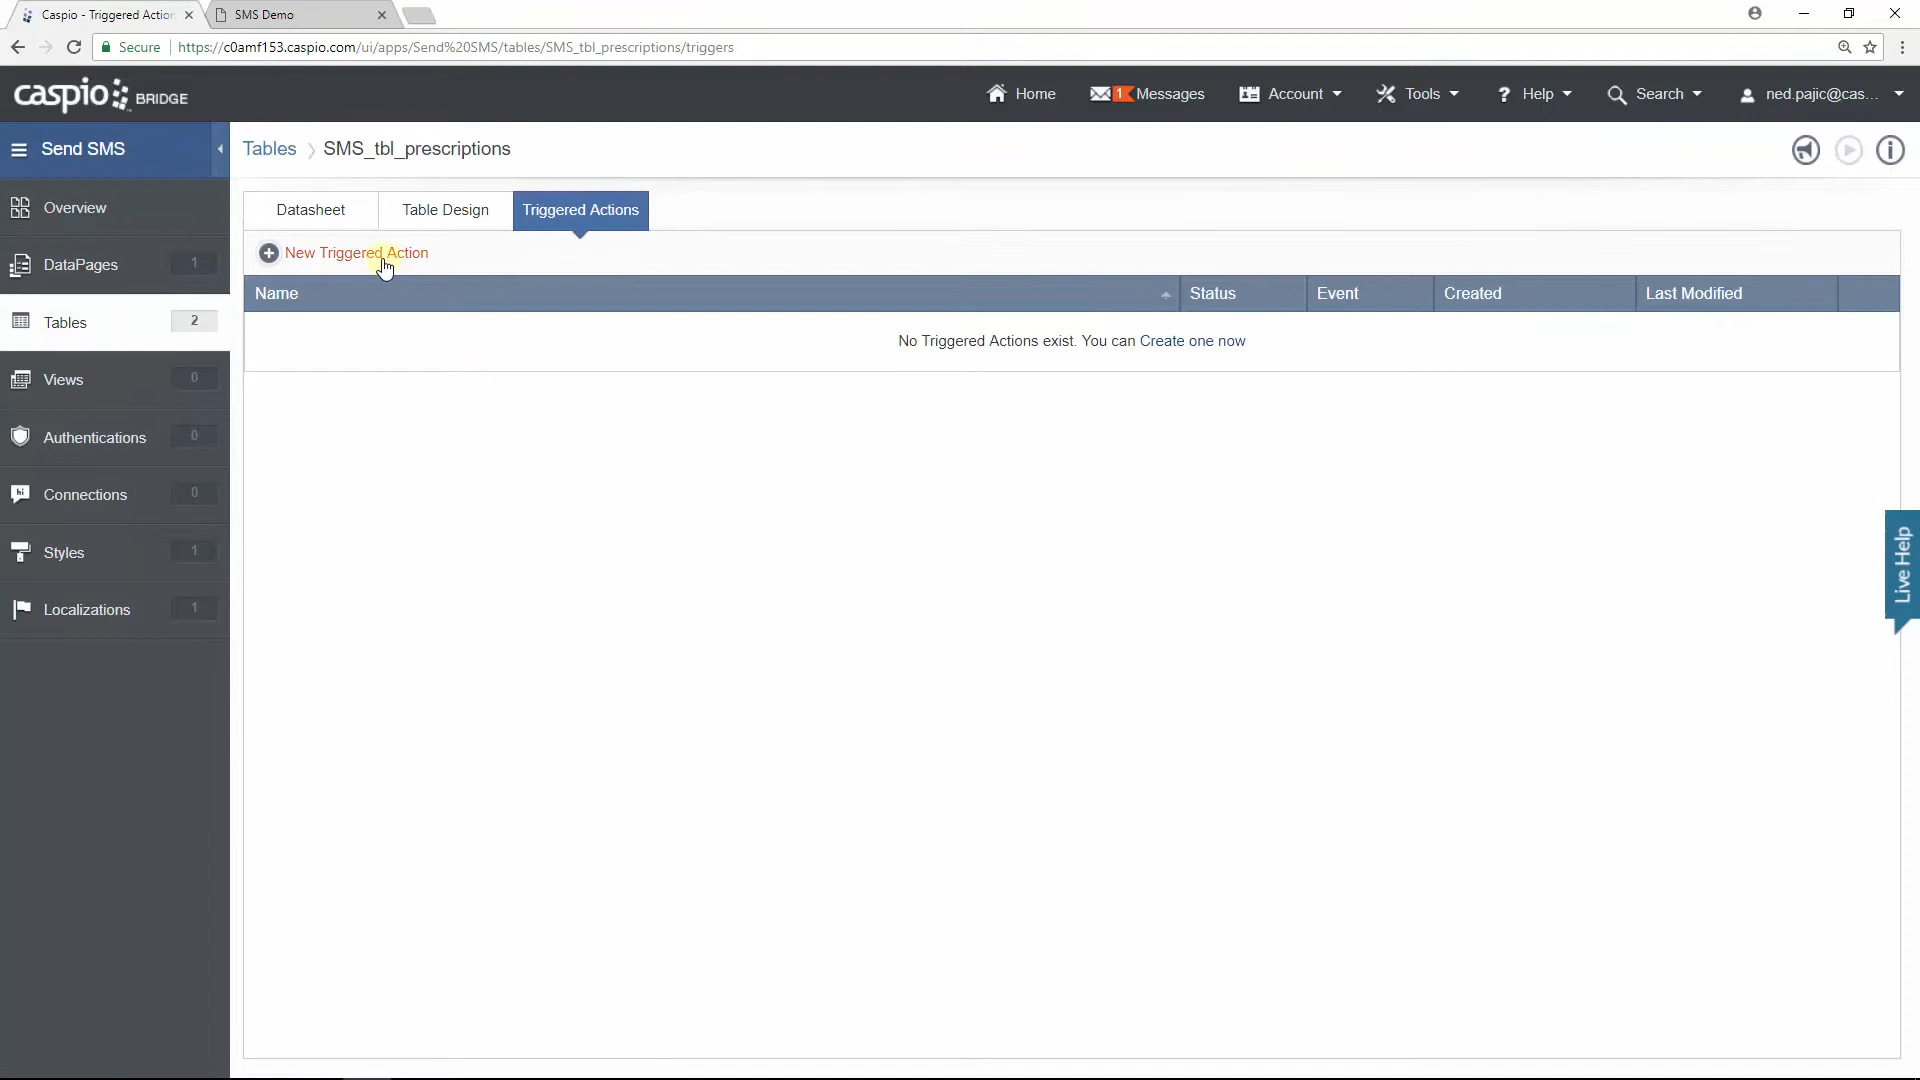 Caspio - Triggered Action
SMS Demo
Secure https://c0amf153.caspio.com/ui/apps/Send%20SMS/tables/SMS_tbl_prescriptions/triggers
caspio BRIDGE
Home
1 Messages
Account
Tools
? Help
Search
ned.pajic@cas...
Send SMS
Tables SMS_tbl_prescriptions
Overview
DataPages 1
Tables 2
Views 0
Authentications 0
hi Connections 0
Styles 1
Localizations 1
Datasheet Table Design Triggered Actions
New Triggered Action
Name Status Event Created Last Modified
No Triggered Actions exist. You can Create one now
Live Help